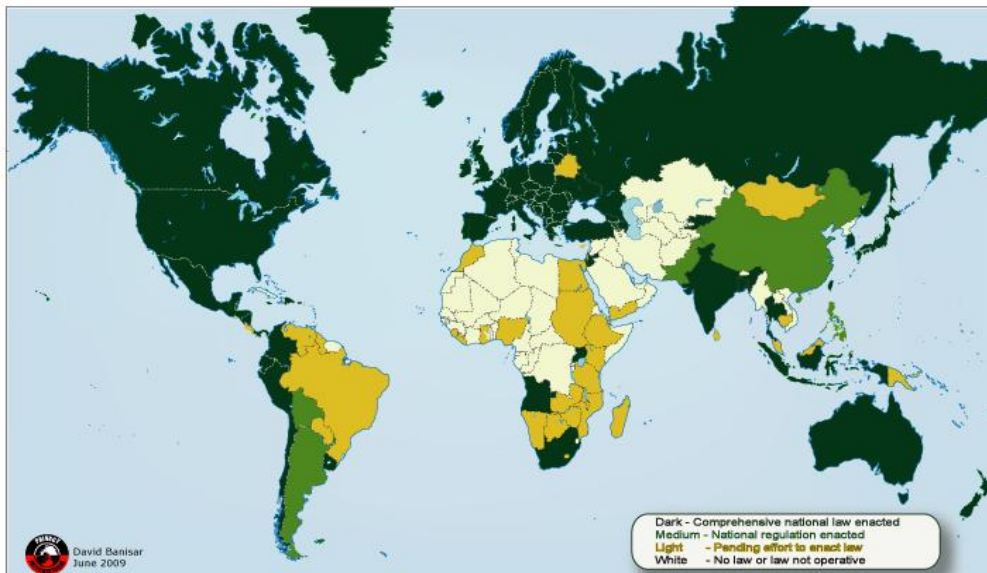 David Banisar
June 2009
Dark - Comprehensive national law enacted
Medium - National regulation enacted
Light - Pending effort to enact law
White - No law or law not operative